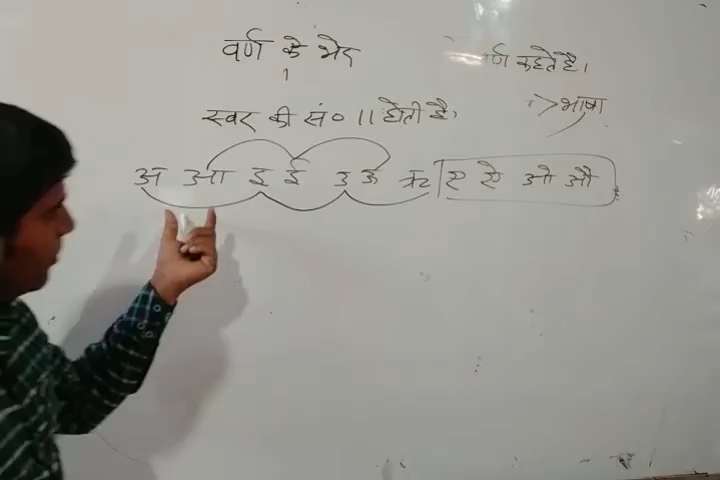 वर्ण के भेद
र्ण कहते है।
स्वर की सं० 11 होती है,
> भाषा
अ आ इ ई उ ऊ ऋ ए ऐ ओ औ